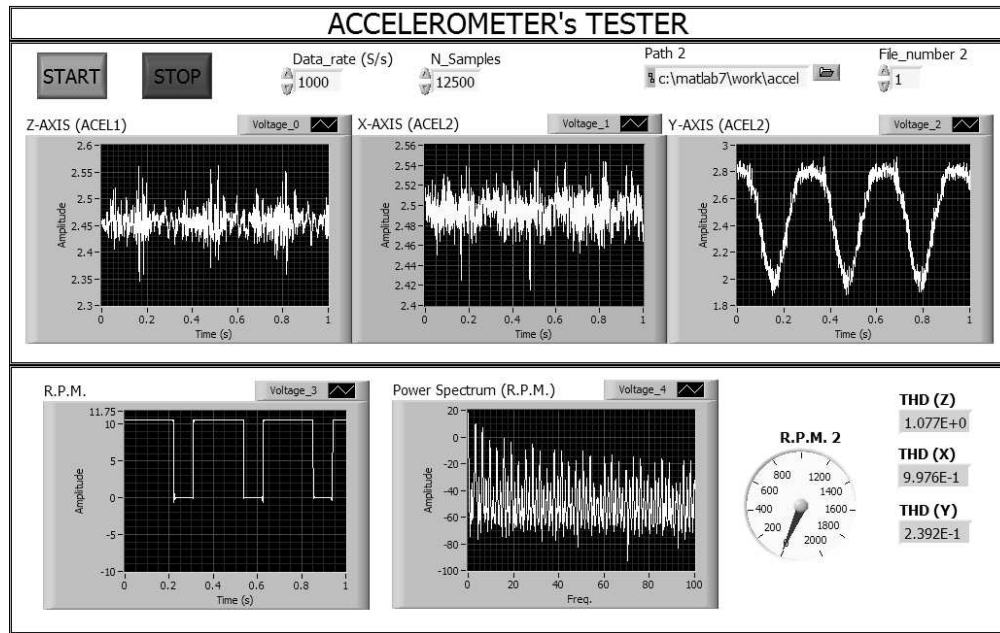 ACCELEROMETER's TESTER
START
STOP
Data_rate (S/s)
1000
N_Samples
12500
Path 2
c:\matlab7\work\accel
File_number 2
1
Z-AXIS (ACEL1)
Voltage_0
2.6
2.55
2.5
2.45
2.4
2.35
2.3
Amplitude
0 0.2 0.4 0.6 0.8 1
Time (s)
X-AXIS (ACEL2)
Voltage_1
2.56
2.54
2.52
2.5
2.48
2.46
2.44
2.42
2.4
Amplitude
0 0.2 0.4 0.6 0.8 1
Time (s)
Y-AXIS (ACEL2)
Voltage_2
3
2.8
2.6
2.4
2.2
2
1.8
Amplitude
0 0.2 0.4 0.6 0.8 1
Time (s)
R.P.M.
Voltage_3
11.75
10
5
0
-5
-10
Amplitude
0 0.2 0.4 0.6 0.8 1
Time (s)
Power Spectrum (R.P.M.)
Voltage_4
20
0
-20
-40
-60
-80
-100
Amplitude
0 20 40 60 80 100
Freq.
R.P.M. 2
800 1200
600 1400
400 1600
200 1800
0 2000
THD (Z)
1.077E+0
THD (X)
9.976E-1
THD (Y)
2.392E-1